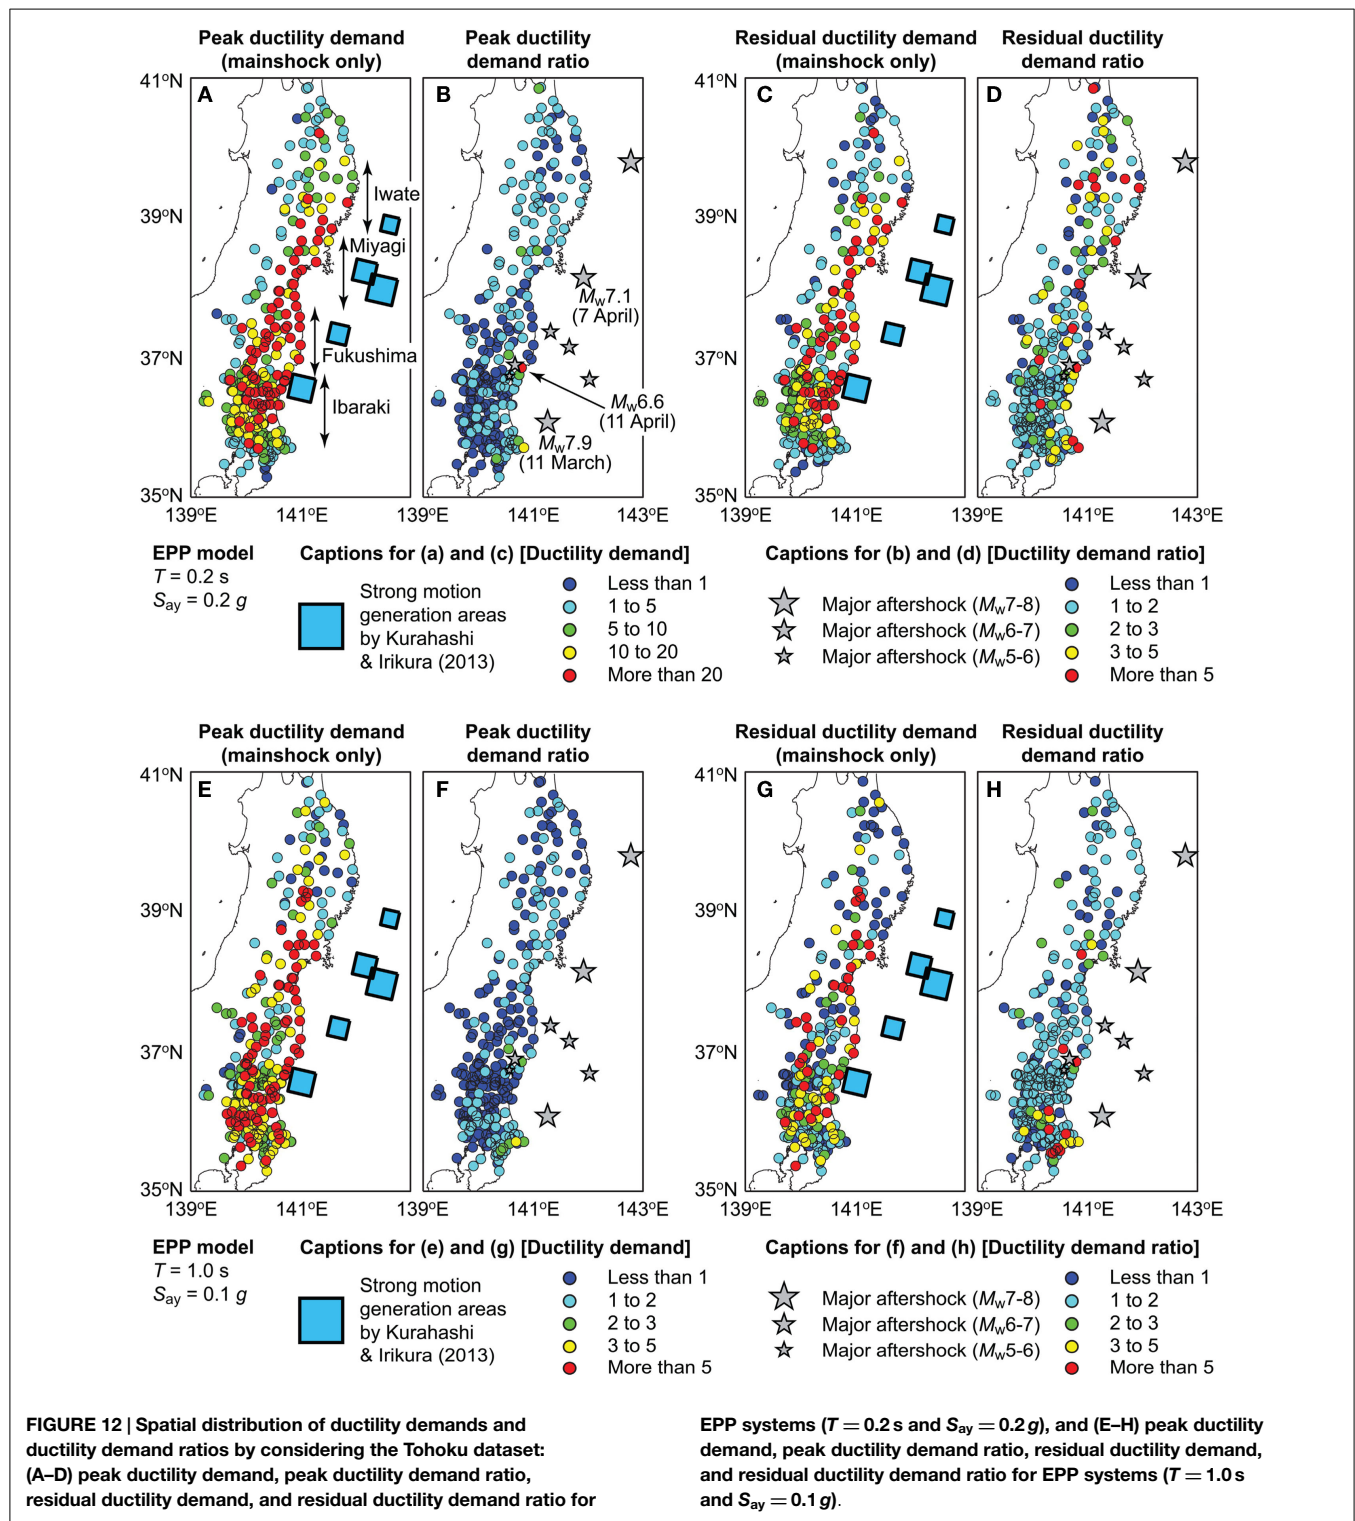 Peak ductility demand
(mainshock only)
Peak ductility
demand ratio
Residual ductility demand
(mainshock only)
Residual ductility
demand ratio
41°N
39°N
37°N
35°N
A
Iwate
Miyagi
Fukushima
Ibaraki
B
Mw7.1
(7 April)
Mw6.6
(11 April)
Mw7.9
(11 March)
C
D
139°E
141°E
139°E
141°E
143°E
139°E
141°E
139°E
141°E
143°E
EPP model
T = 0.2 s
Say = 0.2 g
Captions for (a) and (c) [Ductility demand]
Strong motion
generation areas
by Kurahashi
& Irikura (2013)
Less than 1
1 to 5
5 to 10
10 to 20
More than 20
Captions for (b) and (d) [Ductility demand ratio]
Major aftershock (Mw7-8)
Major aftershock (Mw6-7)
Major aftershock (Mw5-6)
Less than 1
1 to 2
2 to 3
3 to 5
More than 5
Peak ductility demand
(mainshock only)
Peak ductility
demand ratio
Residual ductility demand
(mainshock only)
Residual ductility
demand ratio
41°N
39°N
37°N
35°N
E
F
G
H
139°E
141°E
139°E
141°E
143°E
139°E
141°E
139°E
141°E
143°E
EPP model
T = 1.0 s
Say = 0.1 g
Captions for (e) and (g) [Ductility demand]
Strong motion
generation areas
by Kurahashi
& Irikura (2013)
Less than 1
1 to 2
2 to 3
3 to 5
More than 5
Captions for (f) and (h) [Ductility demand ratio]
Major aftershock (Mw7-8)
Major aftershock (Mw6-7)
Major aftershock (Mw5-6)
Less than 1
1 to 2
2 to 3
3 to 5
More than 5
FIGURE 12 | Spatial distribution of ductility demands and
ductility demand ratios by considering the Tohoku dataset:
(A–D) peak ductility demand, peak ductility demand ratio,
residual ductility demand, and residual ductility demand ratio for
EPP systems (T = 0.2 s and Say = 0.2 g), and (E–H) peak ductility
demand, peak ductility demand ratio, residual ductility demand,
and residual ductility demand ratio for EPP systems (T = 1.0 s
and Say = 0.1 g).